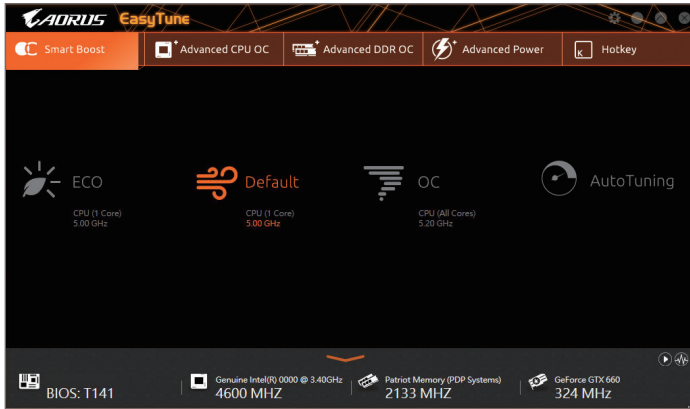 AORUS EasyTune
Smart Boost
Advanced CPU OC
Advanced DDR OC
Advanced Power
K Hotkey
ECO
CPU (1 Core)
5.00 GHz
Default
CPU (1 Core)
5.00 GHz
OC
CPU (All Cores)
5.20 GHz
AutoTuning
BIOS: T141
Genuine Intel(R) 0000 @ 3.40GHz
4600 MHZ
Patriot Memory (PDP Systems)
2133 MHZ
GeForce GTX 660
324 MHz